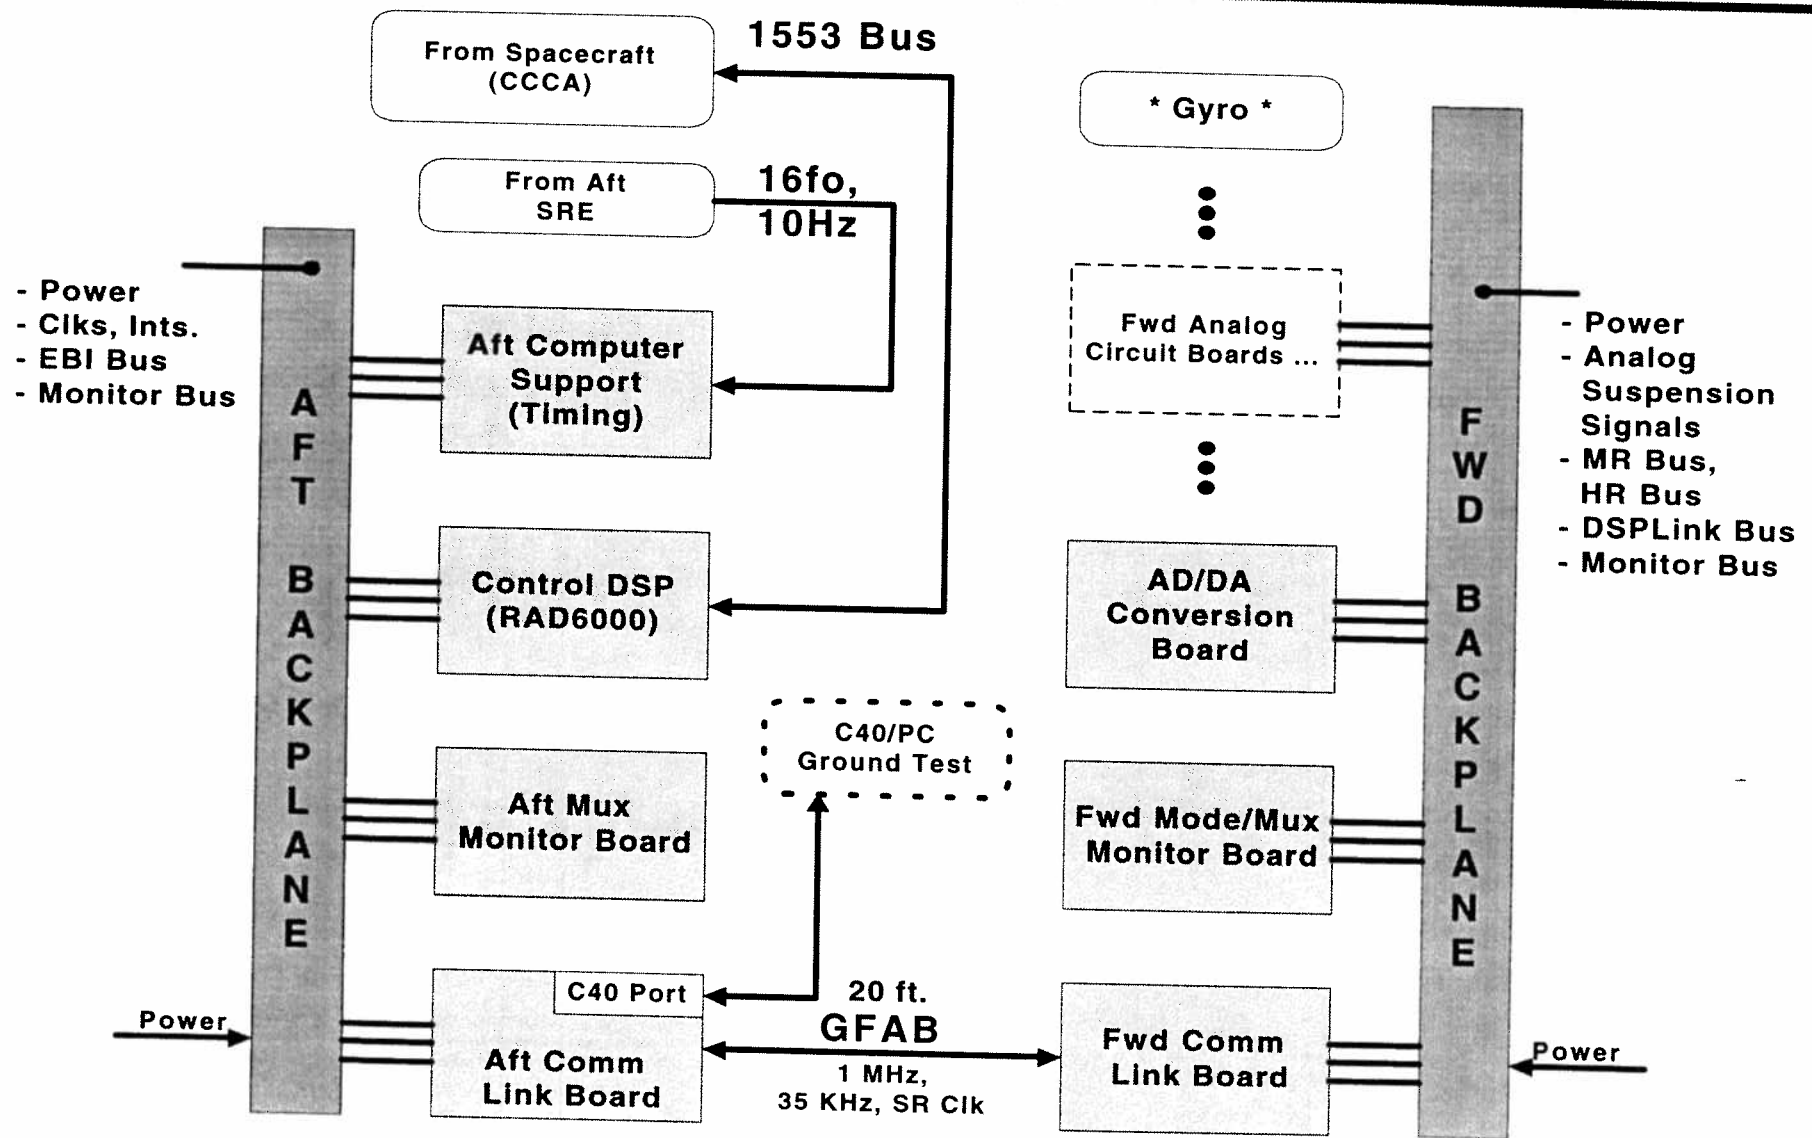 1553 Bus
From Spacecraft
(CCCA)
* Gyro *
From Aft
SRE
16fo,
10Hz
- Power
- Clks, Ints.
- EBI Bus
- Monitor Bus
AFT BACKPLANE
Aft Computer
Support
(Timing)
Control DSP
(RAD6000)
Aft Mux
Monitor Board
C40 Port
Aft Comm
Link Board
Power
C40/PC
Ground Test
20 ft.
GFAB
1 MHz,
35 KHz, SR Clk
Fwd Analog
Circuit Boards ...
AD/DA
Conversion
Board
Fwd Mode/Mux
Monitor Board
Fwd Comm
Link Board
FWD BACKPLANE
- Power
- Analog
Suspension
Signals
- MR Bus,
HR Bus
- DSPLink Bus
- Monitor Bus
Power